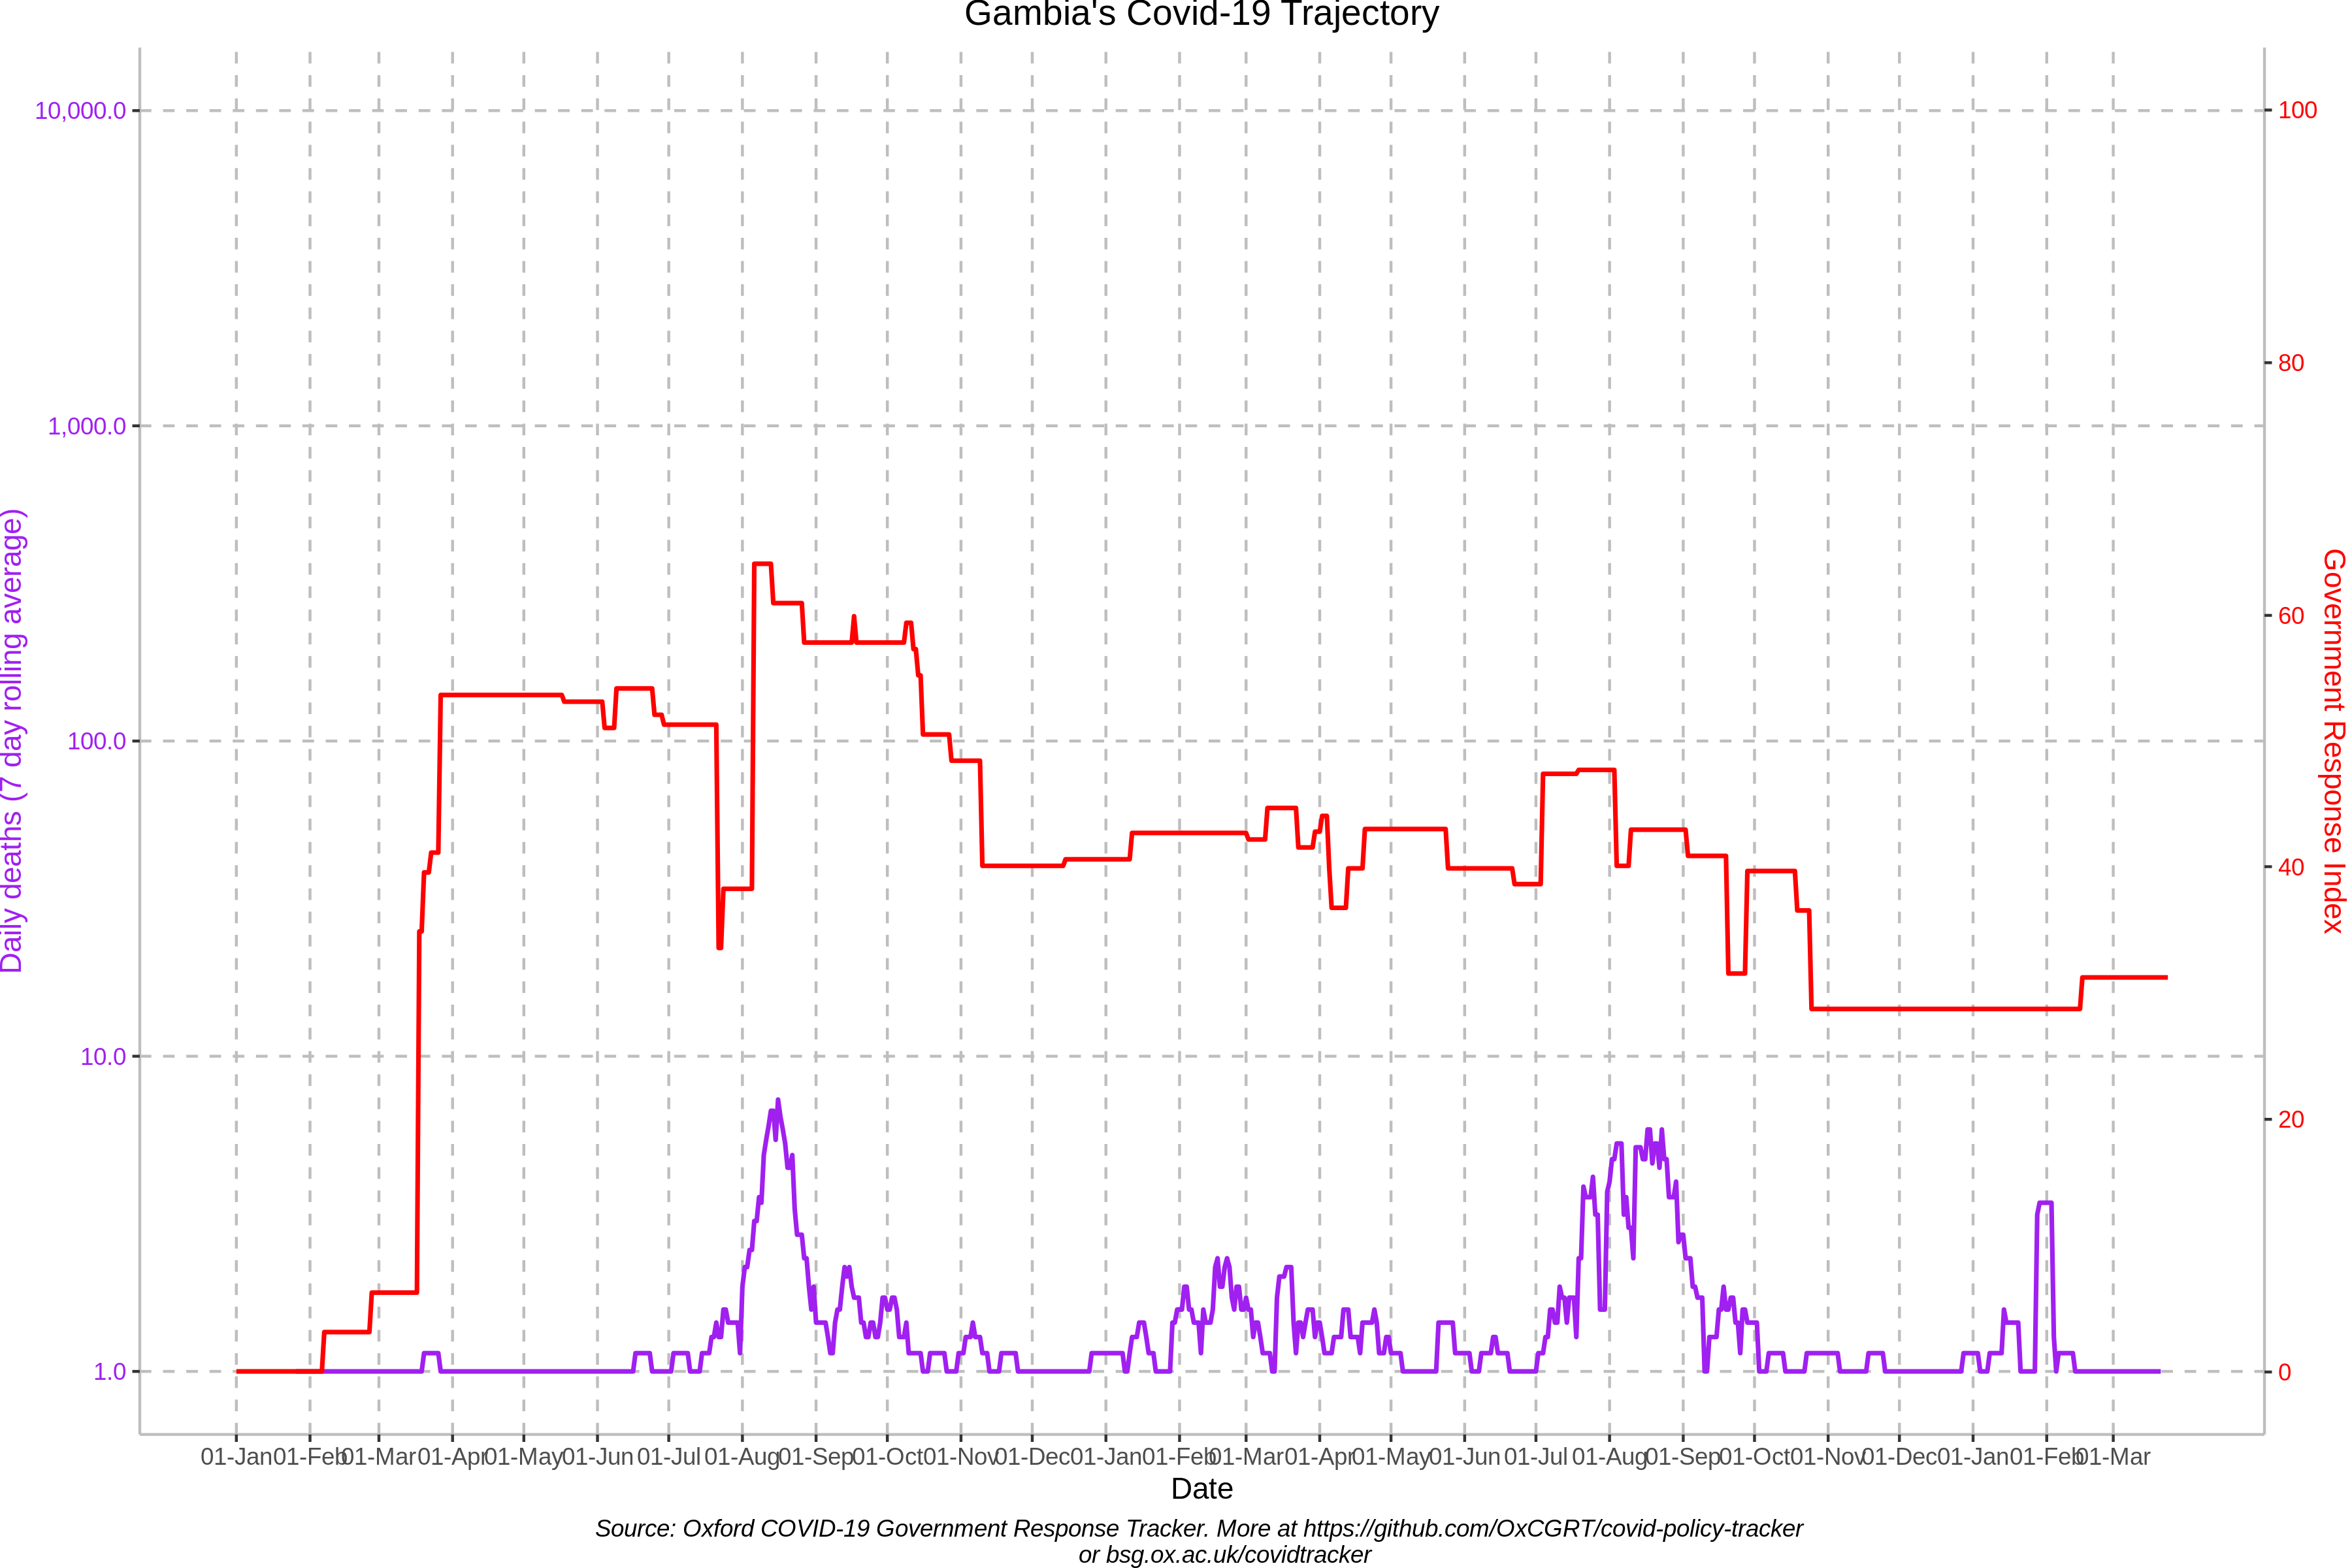 Gambia's Covid-19 Trajectory
10,000.0
1,000.0
100.0
10.0
1.0
Daily deaths (7 day rolling average)
100
80
60
40
20
0
Government Response Index
01-Jan 01-Feb 01-Mar 01-Apr 01-May 01-Jun 01-Jul 01-Aug 01-Sep 01-Oct 01-Nov 01-Dec 01-Jan 01-Feb 01-Mar 01-Apr 01-May 01-Jun 01-Jul 01-Aug 01-Sep 01-Oct 01-Nov 01-Dec 01-Jan 01-Feb 01-Mar
Date
Source: Oxford COVID-19 Government Response Tracker. More at https://github.com/OxCGRT/covid-policy-tracker
or bsg.ox.ac.uk/covidtracker